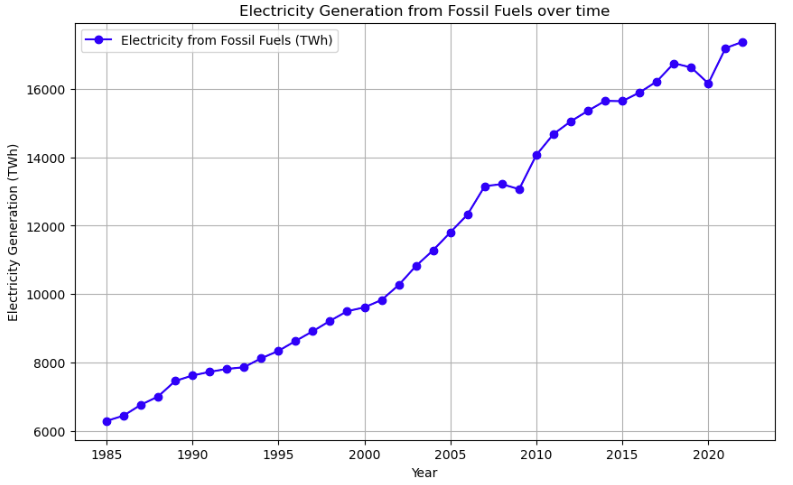 Electricity Generation from Fossil Fuels over time
Electricity from Fossil Fuels (TWh)
Electricity Generation (TWh)
16000
14000
12000
10000
8000
6000
1985 1990 1995 2000 2005 2010 2015 2020
Year